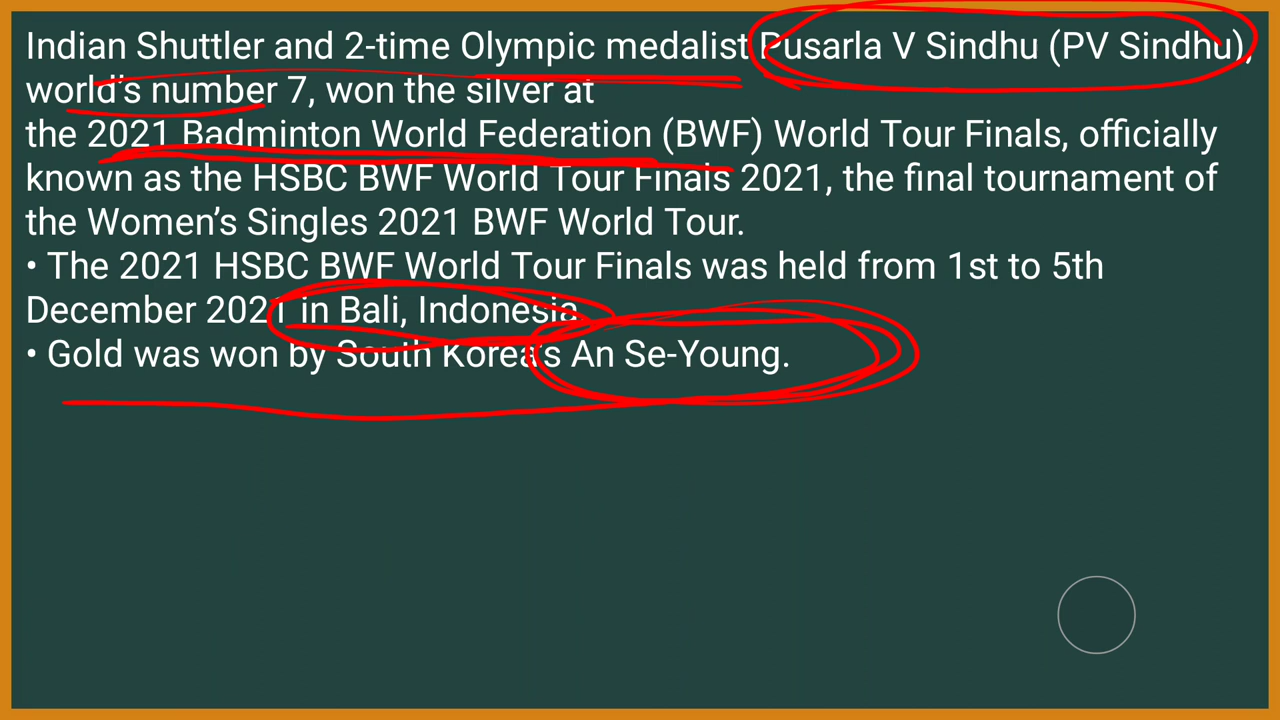 Indian Shuttler and 2-time Olympic medalist Pusarla V Sindhu (PV Sindhu),
world's number 7, won the silver at
the 2021 Badminton World Federation (BWF) World Tour Finals, officially
known as the HSBC BWF World Tour Finals 2021, the final tournament of
the Women’s Singles 2021 BWF World Tour.
• The 2021 HSBC BWF World Tour Finals was held from 1st to 5th
December 2021 in Bali, Indonesia.
• Gold was won by South Korea’s An Se-Young.